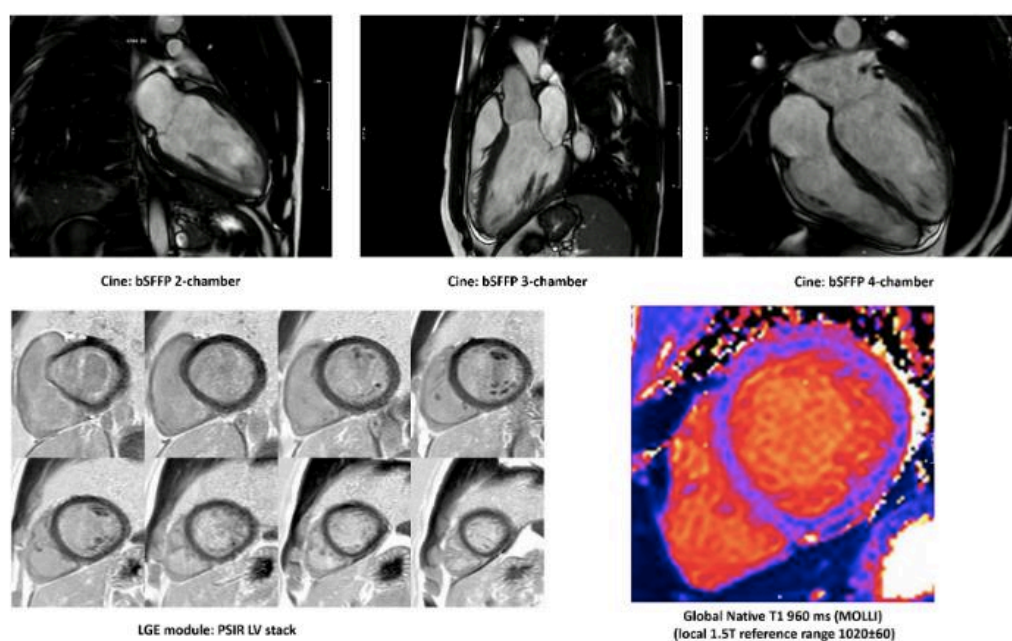 Cine: bSFFP 2-chamber
Cine: bSFFP 3-chamber
Cine: bSFFP 4-chamber
LGE module: PSIR LV stack
Global Native T1 960 ms (MOLLI)
(local 1.5T reference range 1020±60)